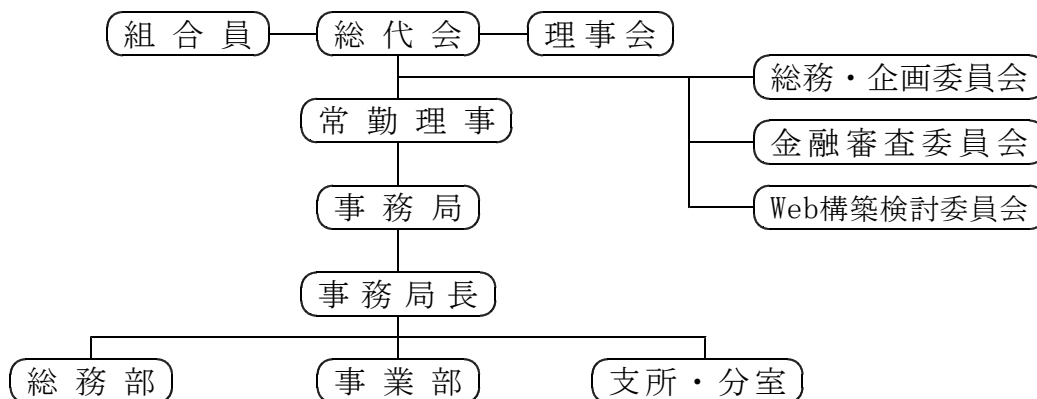 組合員
総代会
理事会
総務・企画委員会
常勤理事
金融審査委員会
事務局
Web構築検討委員会
事務局長
総務部
事業部
支所・分室